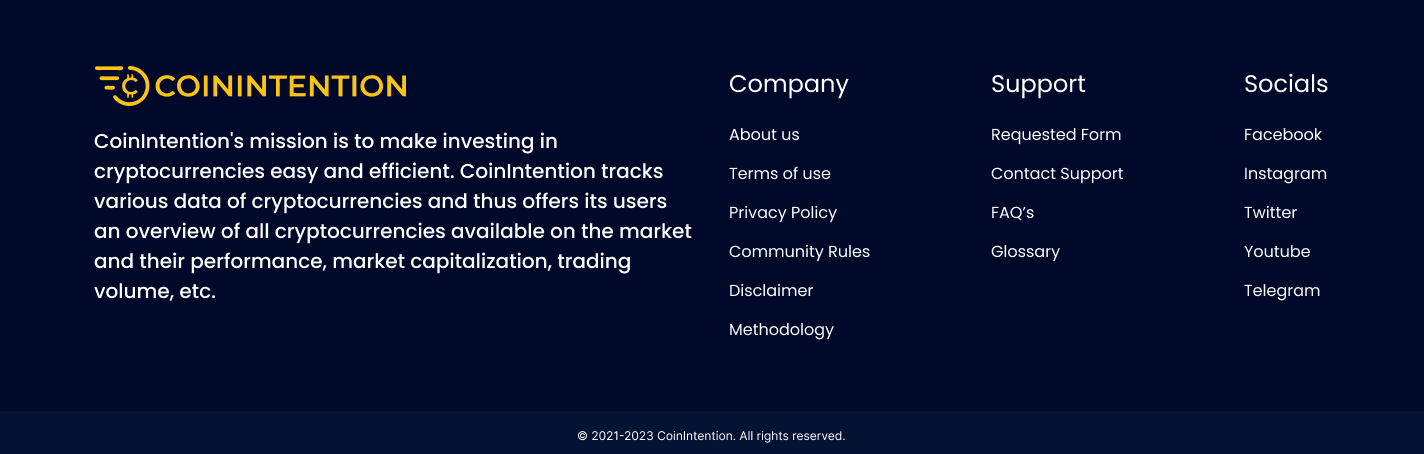 COININTENTION
CoinIntention's mission is to make investing in
cryptocurrencies easy and efficient. CoinIntention tracks
various data of cryptocurrencies and thus offers its users
an overview of all cryptocurrencies available on the market
and their performance, market capitalization, trading
volume, etc.
Company
About us
Terms of use
Privacy Policy
Community Rules
Disclaimer
Methodology
Support
Requested Form
Contact Support
FAQ’s
Glossary
Socials
Facebook
Instagram
Twitter
Youtube
Telegram
© 2021-2023 CoinIntention. All rights reserved.